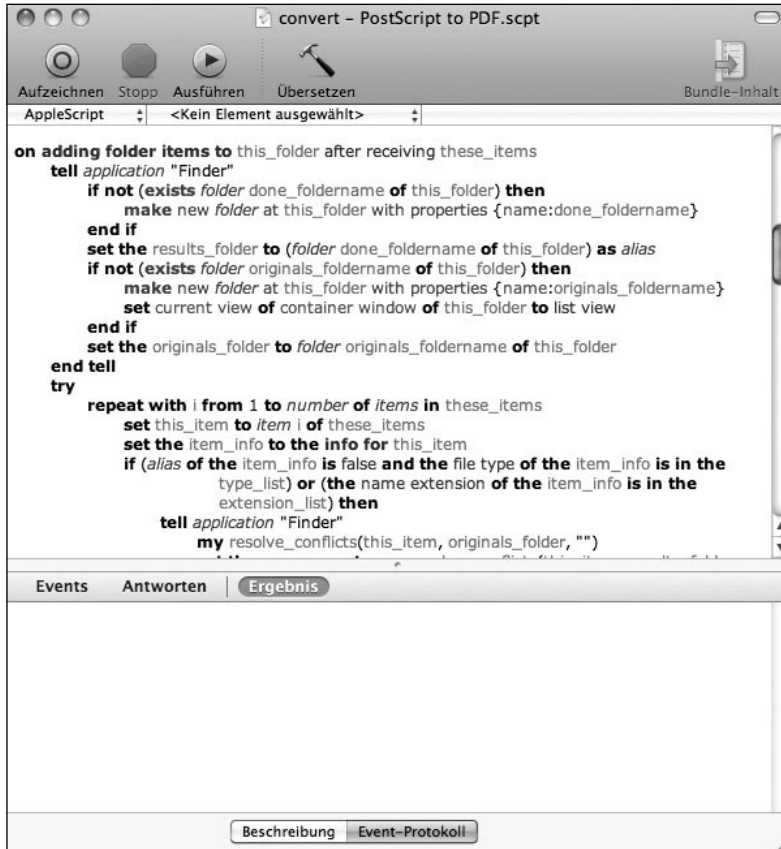 convert – PostScript to PDF.scpt
Aufzeichnen Stopp Ausführen Übersetzen Bundle-Inhalt
AppleScript <Kein Element ausgewählt>
on adding folder items to this_folder after receiving these_items
tell application "Finder"
if not (exists folder done_foldername of this_folder) then
make new folder at this_folder with properties {name:done_foldername}
end if
set the results_folder to (folder done_foldername of this_folder) as alias
if not (exists folder originals_foldername of this_folder) then
make new folder at this_folder with properties {name:originals_foldername}
set current view of container window of this_folder to list view
end if
set the originals_folder to folder originals_foldername of this_folder
end tell
try
repeat with i from 1 to number of items in these_items
set this_item to item i of these_items
set the item_info to the info for this_item
if (alias of the item_info is false and the file type of the item_info is in the
type_list) or (the name extension of the item_info is in the
extension_list) then
tell application "Finder"
my resolve_conflicts(this_item, originals_folder, "")
Events Antworten Ergebnis
Beschreibung Event-Protokoll